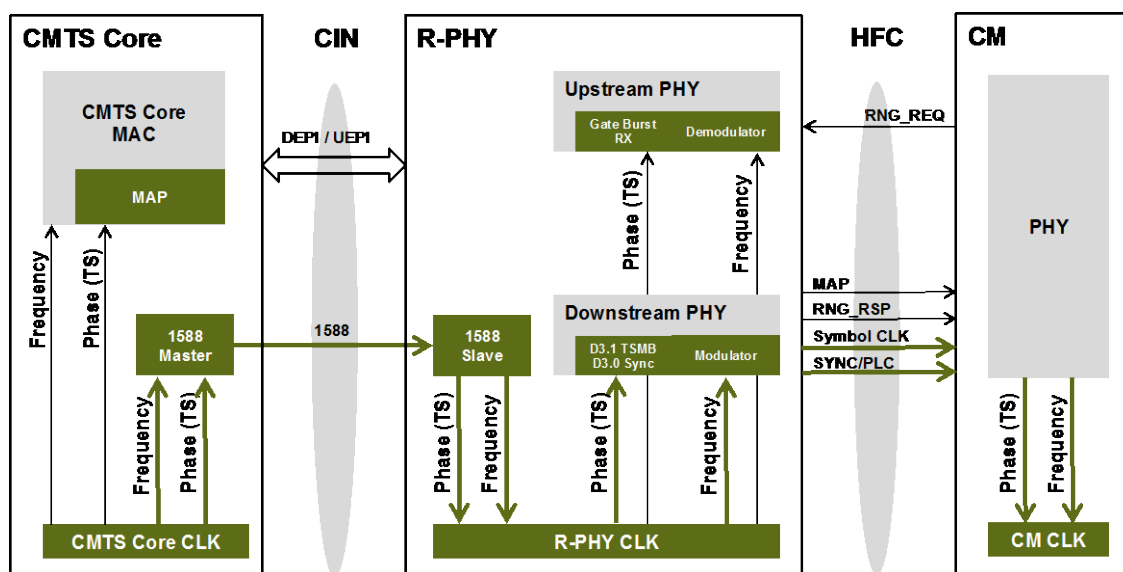 CMTS Core
CIN
R-PHY
HFC
CM
CMTS Core
MAC
MAP
DEPI / UEPI
Upstream PHY
Gate Burst
RX
Demodulator
RNG_REQ
PHY
Frequency
Phase (TS)
Phase (TS)
Frequency
MAP
RNG_RSP
Symbol CLK
SYNC/PLC
1588
Master
1588
1588
Slave
Downstream PHY
D3.1 TSMB
D3.0 Sync
Modulator
Frequency
Phase (TS)
Phase (TS)
Frequency
Phase (TS)
Frequency
Phase (TS)
Frequency
CMTS Core CLK
R-PHY CLK
CM CLK